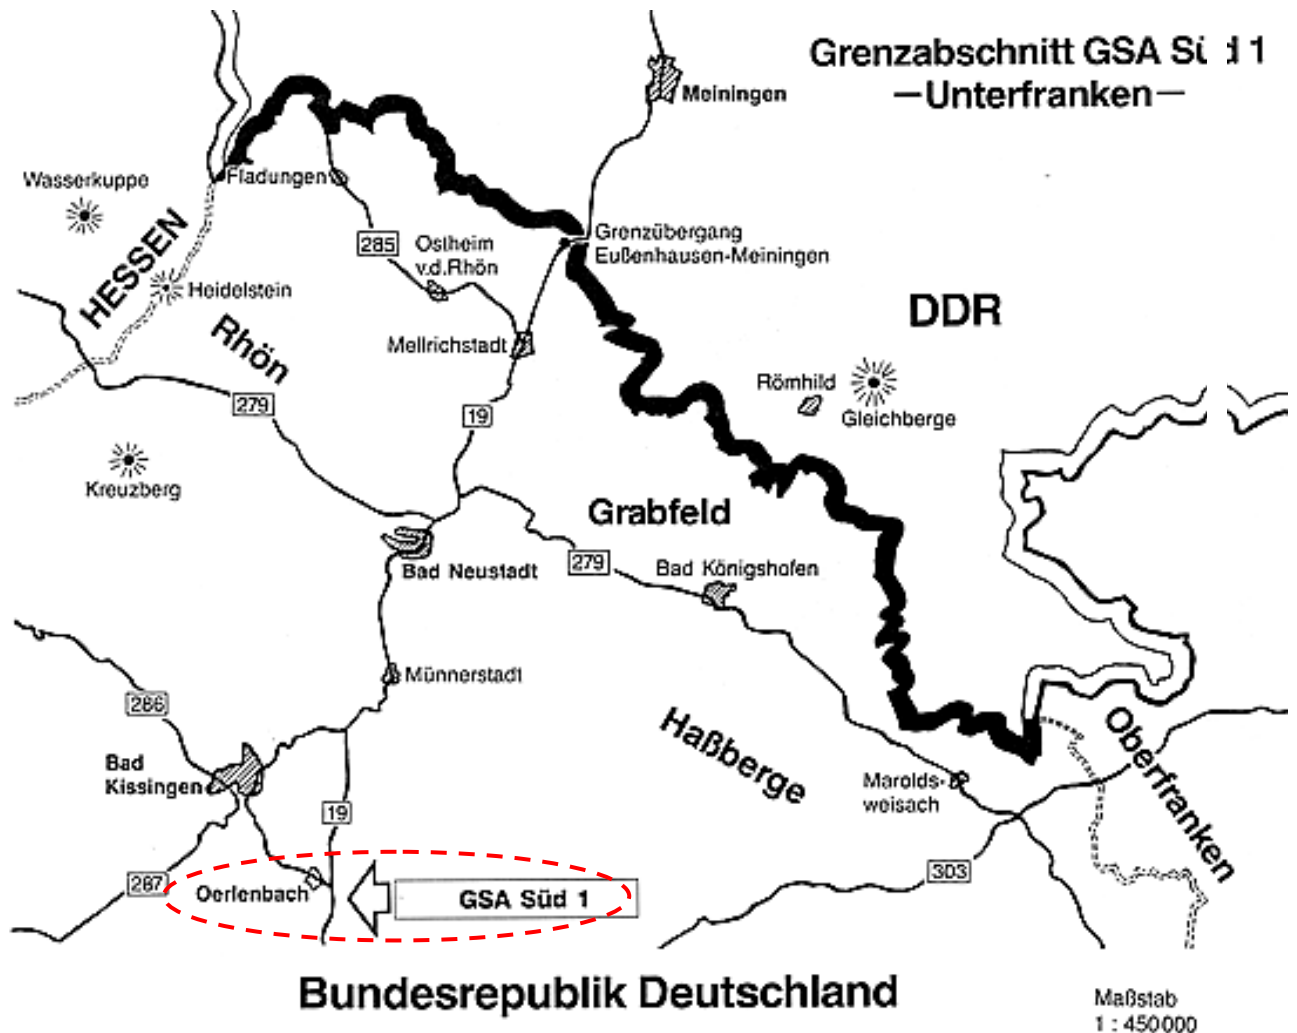 Grenzabschnitt GSA Süd 1
—Unterfranken—
Meiningen
Wasserkuppe
Fladungen
HESSEN
285
Ostheim
v.d.Rhön
Grenzübergang
Eußenhausen-Meiningen
Heidelstein
DDR
Rhön
Mellrichstadt
Römhild
Gleichberge
279
19
Kreuzberg
Grabfeld
279
Bad Königshofen
Bad Neustadt
Münnerstadt
286
Haßberge
Oberfranken
Bad
Kissingen
Marolds-
weisach
19
303
287
Oerlenbach
GSA Süd 1
Bundesrepublik Deutschland
Maßstab
1 : 450000